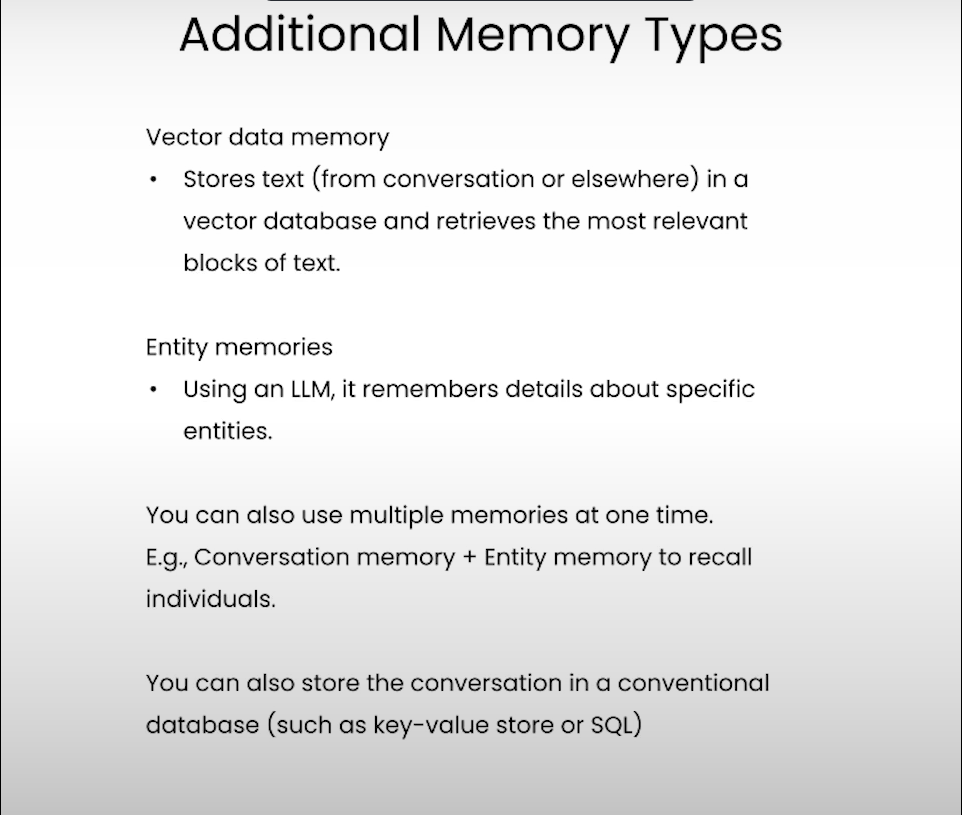 Additional Memory Types
Vector data memory
• Stores text (from conversation or elsewhere) in a
vector database and retrieves the most relevant
blocks of text.
Entity memories
• Using an LLM, it remembers details about specific
entities.
You can also use multiple memories at one time.
E.g., Conversation memory + Entity memory to recall
individuals.
You can also store the conversation in a conventional
database (such as key-value store or SQL)